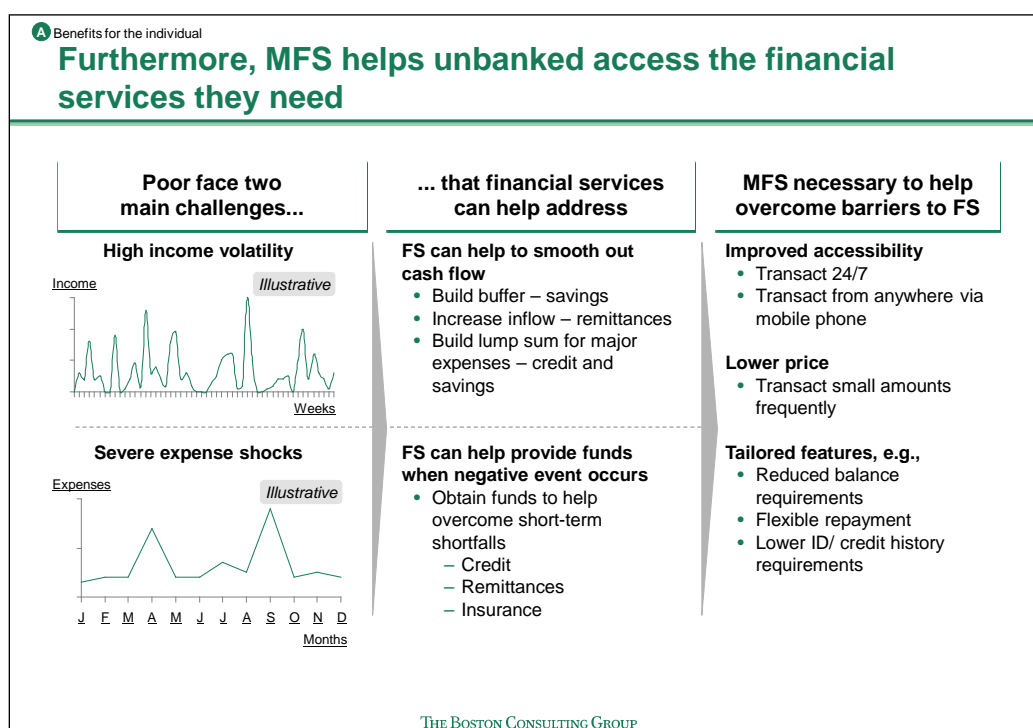 A Benefits for the individual
Furthermore, MFS helps unbanked access the financial
services they need
Poor face two
main challenges...
High income volatility
Income
Illustrative
Weeks
Severe expense shocks
Expenses
Illustrative
J F M A M J J A S O N D
Months
... that financial services
can help address
FS can help to smooth out
cash flow
• Build buffer – savings
• Increase inflow – remittances
• Build lump sum for major
expenses – credit and
savings
FS can help provide funds
when negative event occurs
• Obtain funds to help
overcome short-term
shortfalls
– Credit
– Remittances
– Insurance
MFS necessary to help
overcome barriers to FS
Improved accessibility
• Transact 24/7
• Transact from anywhere via
mobile phone
Lower price
• Transact small amounts
frequently
Tailored features, e.g.,
• Reduced balance
requirements
• Flexible repayment
• Lower ID/ credit history
requirements
THE BOSTON CONSULTING GROUP